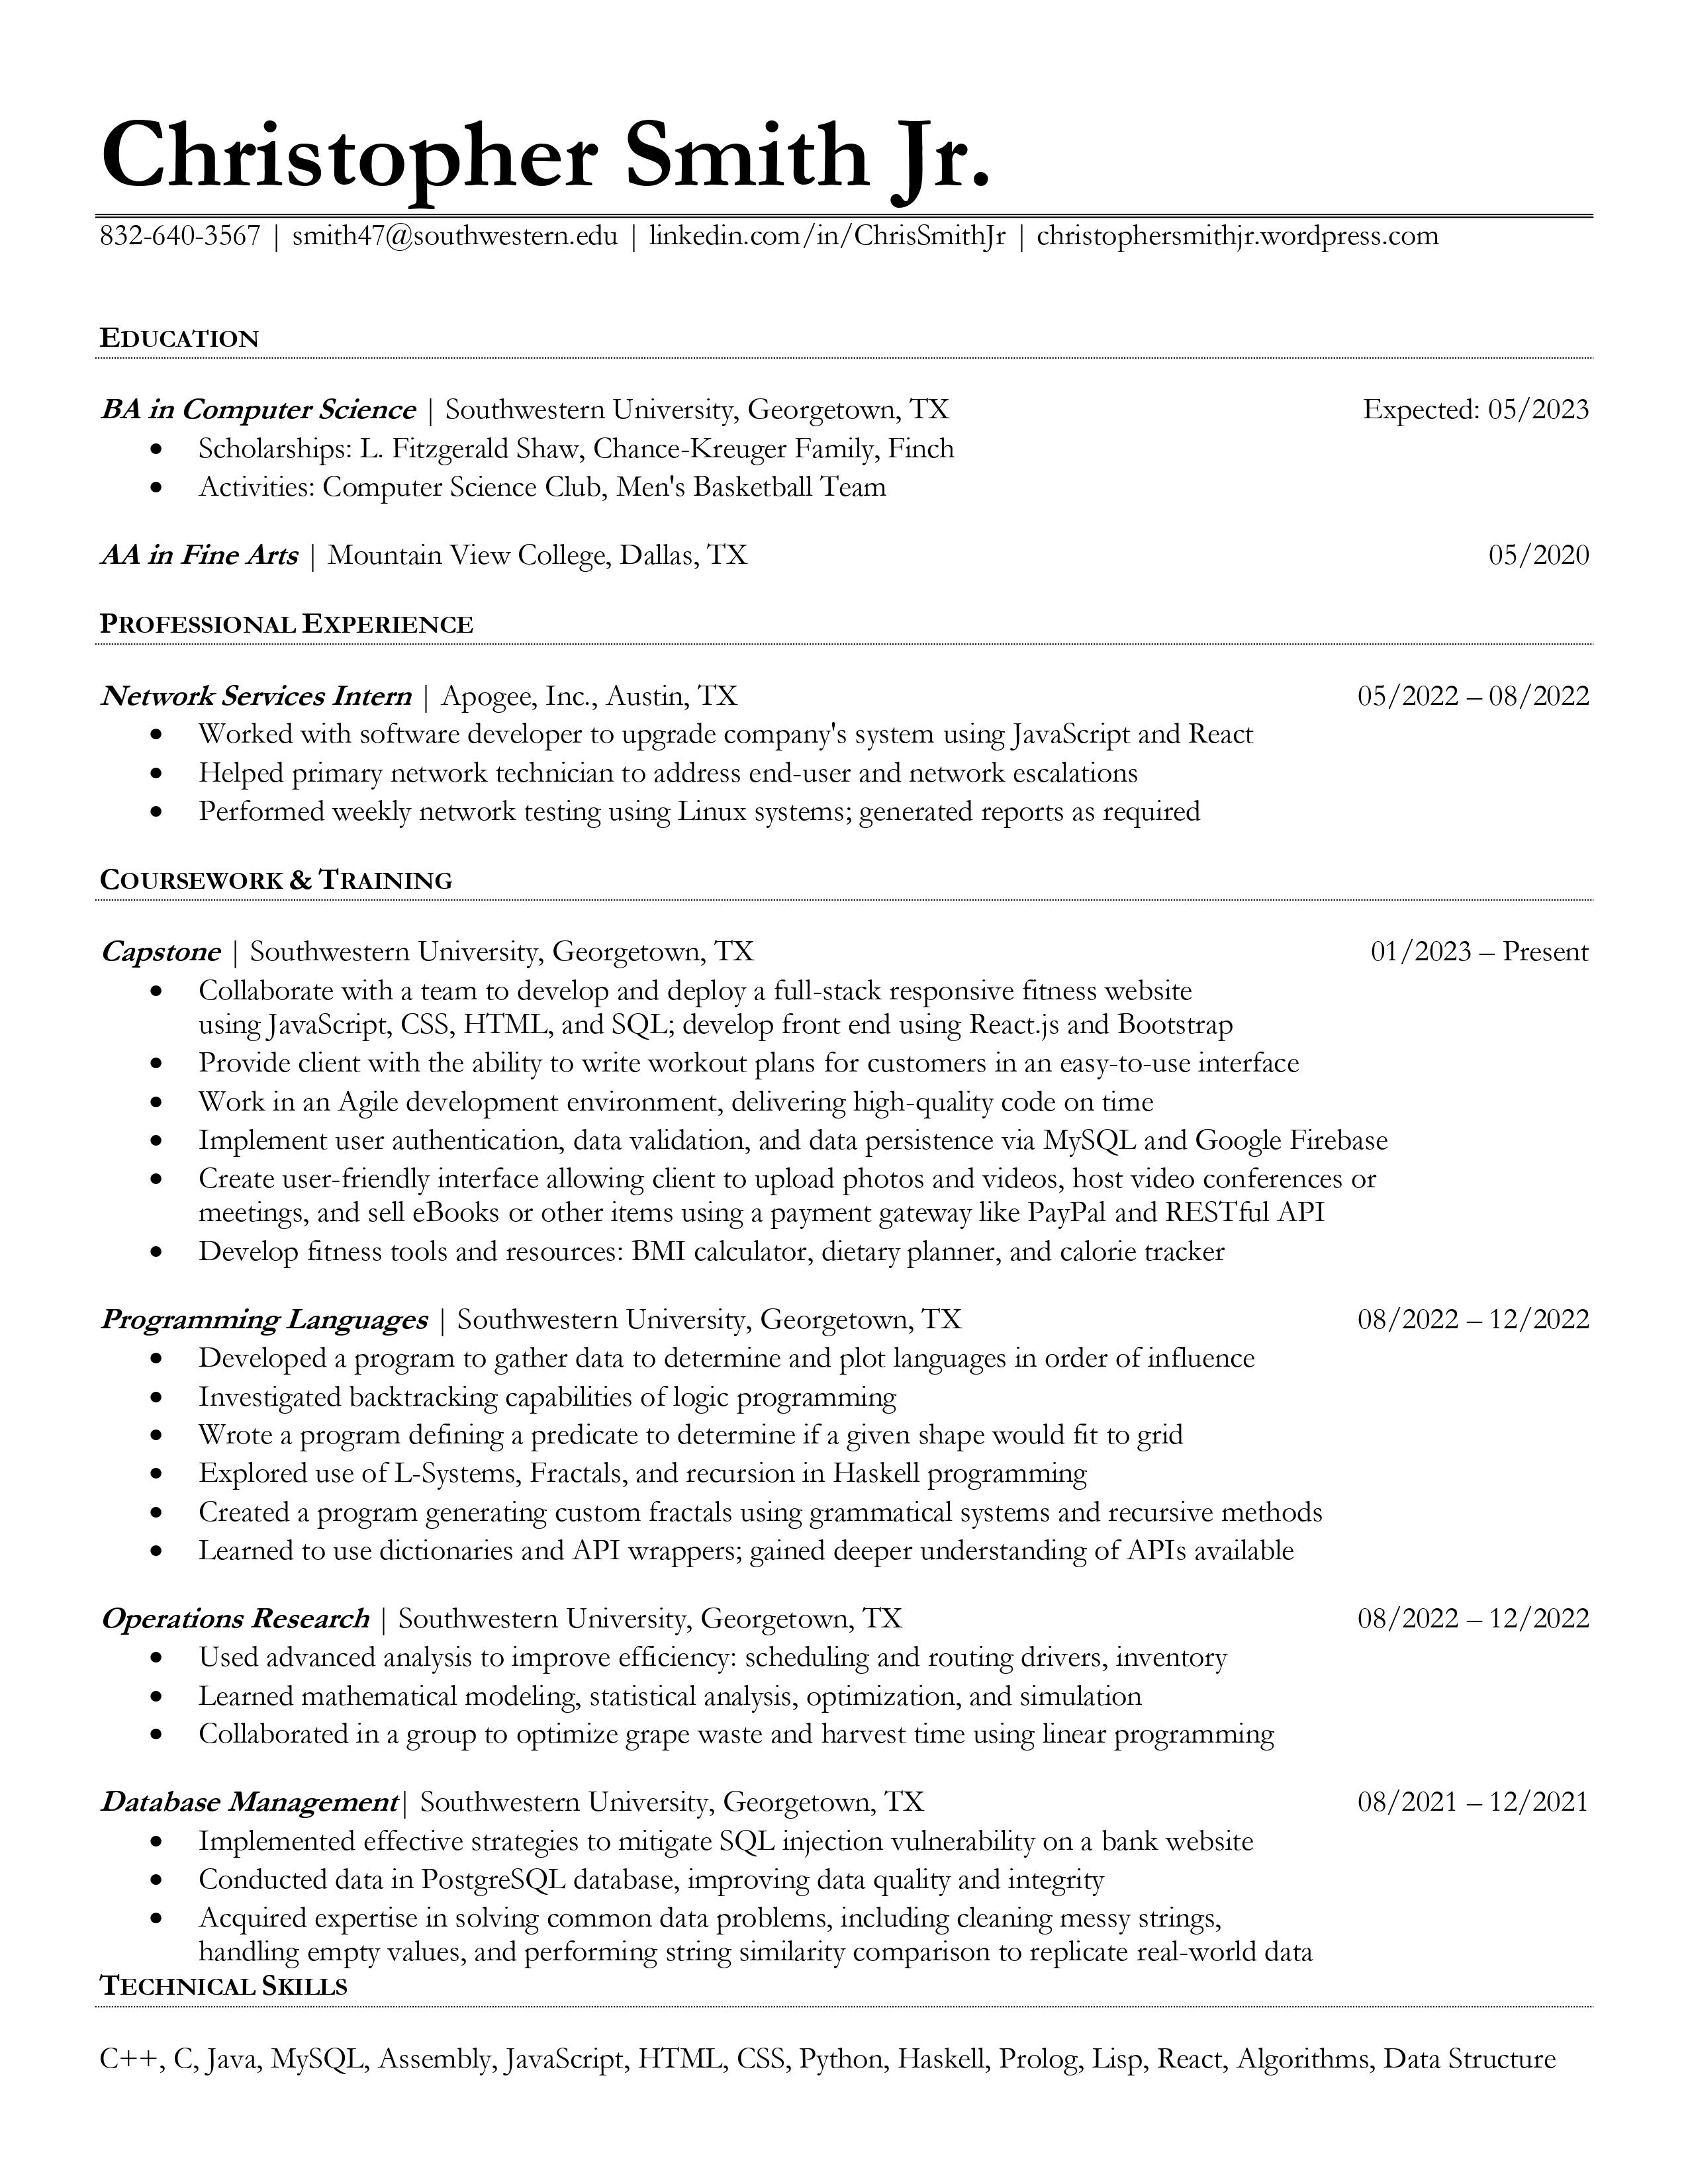 Christopher Smith Jr.
832-640-3567 | smith47@southwestern.edu | linkedin.com/in/ChrisSmithJr | christophersmithjr.wordpress.com
EDUCATION
BA in Computer Science | Southwestern University, Georgetown, TX Expected: 05/2023
• Scholarships: L. Fitzgerald Shaw, Chance-Kreuger Family, Finch
• Activities: Computer Science Club, Men's Basketball Team
AA in Fine Arts | Mountain View College, Dallas, TX 05/2020
PROFESSIONAL EXPERIENCE
Network Services Intern | Apogee, Inc., Austin, TX 05/2022 – 08/2022
• Worked with software developer to upgrade company's system using JavaScript and React
• Helped primary network technician to address end-user and network escalations
• Performed weekly network testing using Linux systems; generated reports as required
COURSEWORK & TRAINING
Capstone | Southwestern University, Georgetown, TX 01/2023 – Present
• Collaborate with a team to develop and deploy a full-stack responsive fitness website
using JavaScript, CSS, HTML, and SQL; develop front end using React.js and Bootstrap
• Provide client with the ability to write workout plans for customers in an easy-to-use interface
• Work in an Agile development environment, delivering high-quality code on time
• Implement user authentication, data validation, and data persistence via MySQL and Google Firebase
• Create user-friendly interface allowing client to upload photos and videos, host video conferences or
meetings, and sell eBooks or other items using a payment gateway like PayPal and RESTful API
• Develop fitness tools and resources: BMI calculator, dietary planner, and calorie tracker
Programming Languages | Southwestern University, Georgetown, TX 08/2022 – 12/2022
• Developed a program to gather data to determine and plot languages in order of influence
• Investigated backtracking capabilities of logic programming
• Wrote a program defining a predicate to determine if a given shape would fit to grid
• Explored use of L-Systems, Fractals, and recursion in Haskell programming
• Created a program generating custom fractals using grammatical systems and recursive methods
• Learned to use dictionaries and API wrappers; gained deeper understanding of APIs available
Operations Research | Southwestern University, Georgetown, TX 08/2022 – 12/2022
• Used advanced analysis to improve efficiency: scheduling and routing drivers, inventory
• Learned mathematical modeling, statistical analysis, optimization, and simulation
• Collaborated in a group to optimize grape waste and harvest time using linear programming
Database Management| Southwestern University, Georgetown, TX 08/2021 – 12/2021
• Implemented effective strategies to mitigate SQL injection vulnerability on a bank website
• Conducted data in PostgreSQL database, improving data quality and integrity
• Acquired expertise in solving common data problems, including cleaning messy strings,
handling empty values, and performing string similarity comparison to replicate real-world data
TECHNICAL SKILLS
C++, C, Java, MySQL, Assembly, JavaScript, HTML, CSS, Python, Haskell, Prolog, Lisp, React, Algorithms, Data Structure